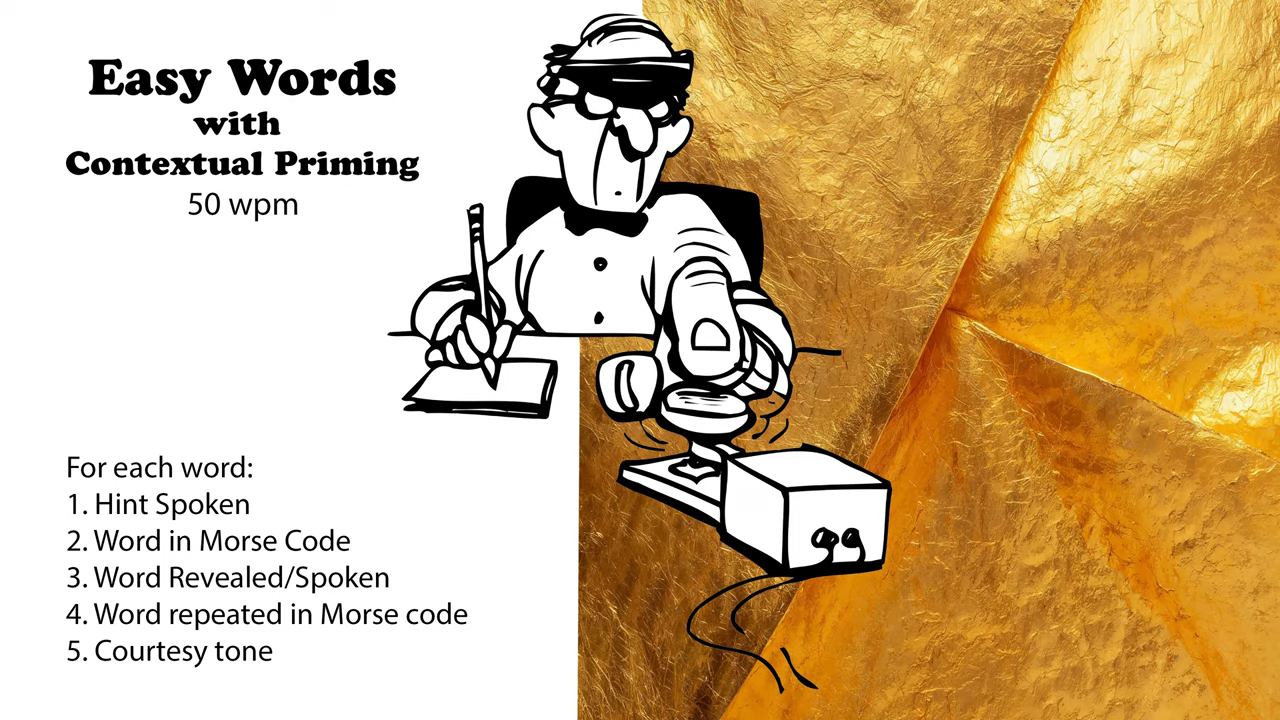 Easy Words
with
Contextual Priming
50 wpm
For each word:
1. Hint Spoken
2. Word in Morse Code
3. Word Revealed/Spoken
4. Word repeated in Morse code
5. Courtesy tone